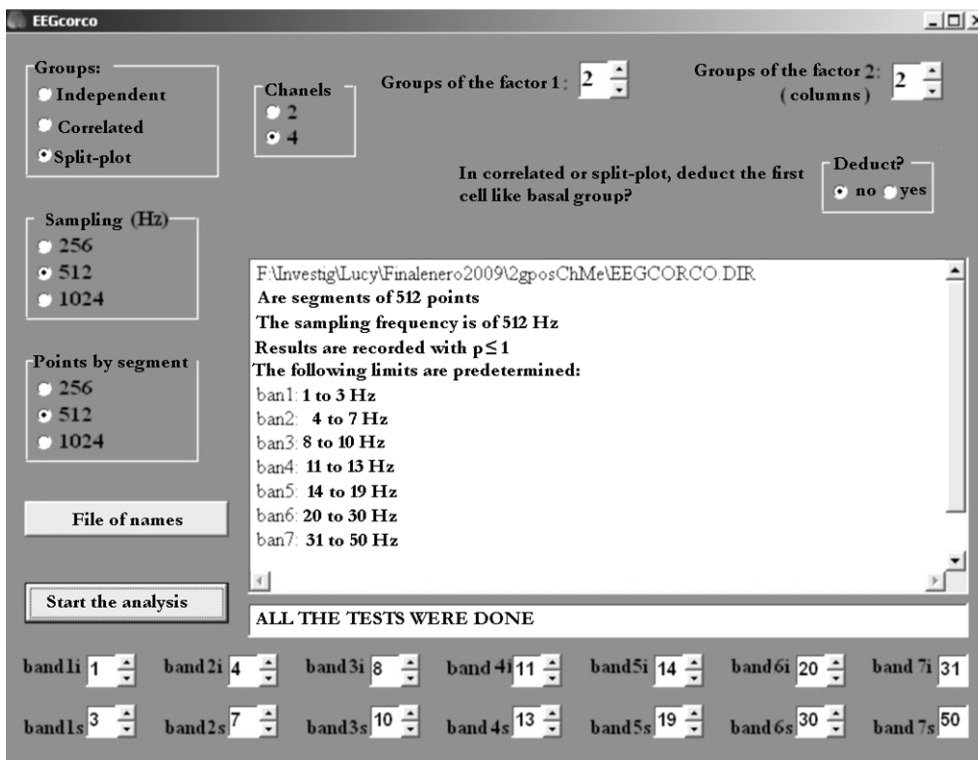 EEGcorco
Groups:
Independent
Correlated
Split-plot
Chanels
2
4
Groups of the factor 1: 2
Groups of the factor 2: 2
( columns )
In correlated or split-plot, deduct the first
cell like basal group?
Deduct?
no yes
Sampling (Hz)
256
512
1024
Points by segment
256
512
1024
File of names
Start the analysis
F:\Investig\Lucy\Finalenero2009\2gposChMe\EEGCORCO.DIR
Are segments of 512 points
The sampling frequency is of 512 Hz
Results are recorded with p ≤ 1
The following limits are predetermined:
ban1: 1 to 3 Hz
ban2: 4 to 7 Hz
ban3: 8 to 10 Hz
ban4: 11 to 13 Hz
ban5: 14 to 19 Hz
ban6: 20 to 30 Hz
ban7: 31 to 50 Hz
ALL THE TESTS WERE DONE
band1i 1 band2i 4 band3i 8 band 4i 11 band5i 14 band6i 20 band 7i 31
band1s 3 band2s 7 band3s 10 band 4s 13 band5s 19 band6s 30 band 7s 50